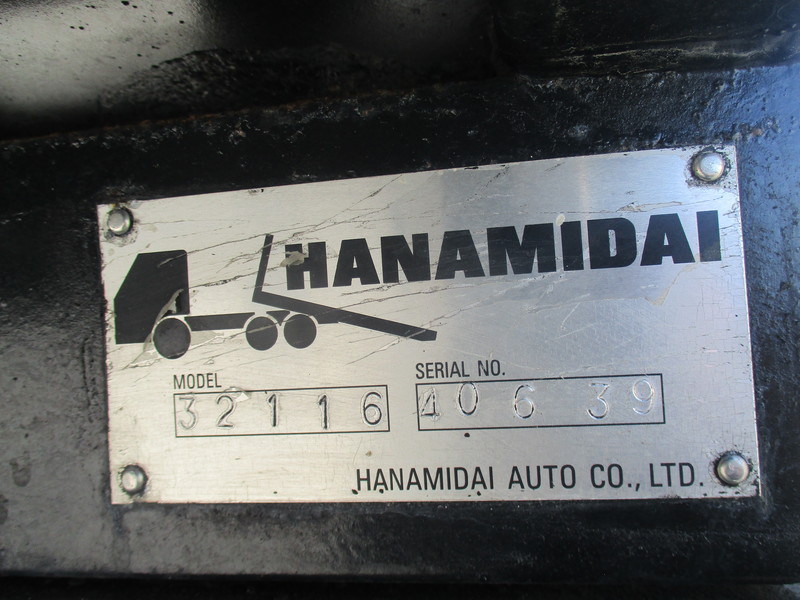 HANAMIDAI
MODEL
32116
SERIAL NO.
40639
HANAMIDAI AUTO CO., LTD.